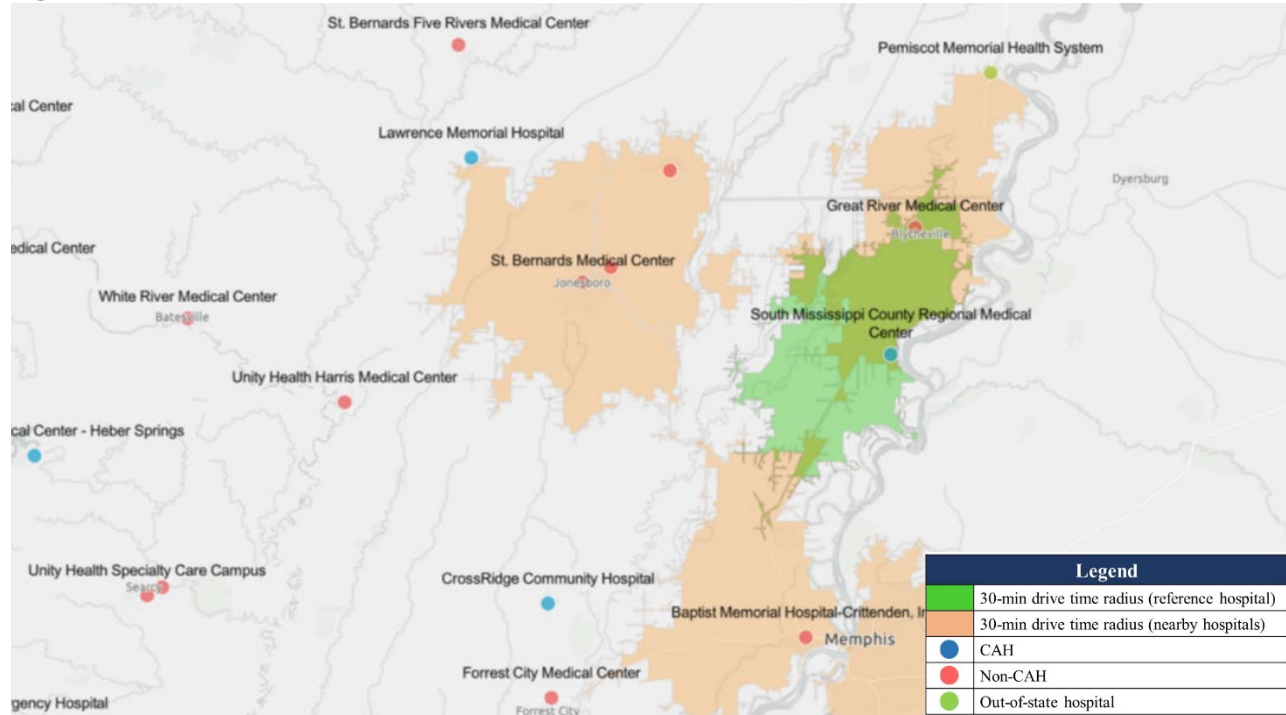 St. Bernards Five Rivers Medical Center
Pemiscot Memorial Health System
al Center
Lawrence Memorial Hospital
Dyersburg
Great River Medical Center
Blytheville
edical Center
St. Bernards Medical Center
Jonesboro
White River Medical Center
Batesville
South Mississippi County Regional Medical
Center
Unity Health Harris Medical Center
cal Center - Heber Springs
Unity Health Specialty Care Campus
Searcy
CrossRidge Community Hospital
Baptist Memorial Hospital-Crittenden, In
Memphis
Forrest City Medical Center
Forrest City
gency Hospital
Legend
30-min drive time radius (reference hospital)
30-min drive time radius (nearby hospitals)
CAH
Non-CAH
Out-of-state hospital